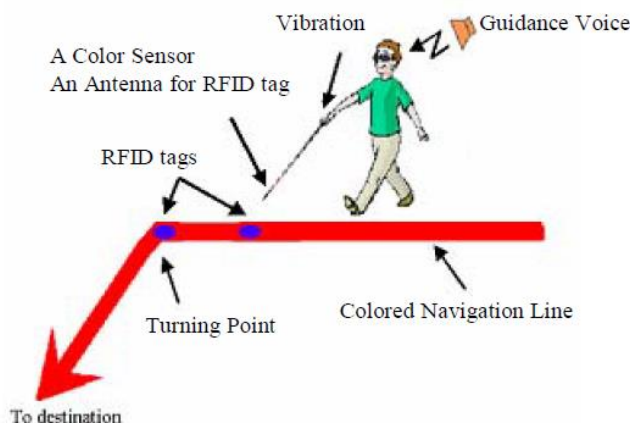 Vibration
Guidance Voice
A Color Sensor
An Antenna for RFID tag
RFID tags
Turning Point
Colored Navigation Line
To destination